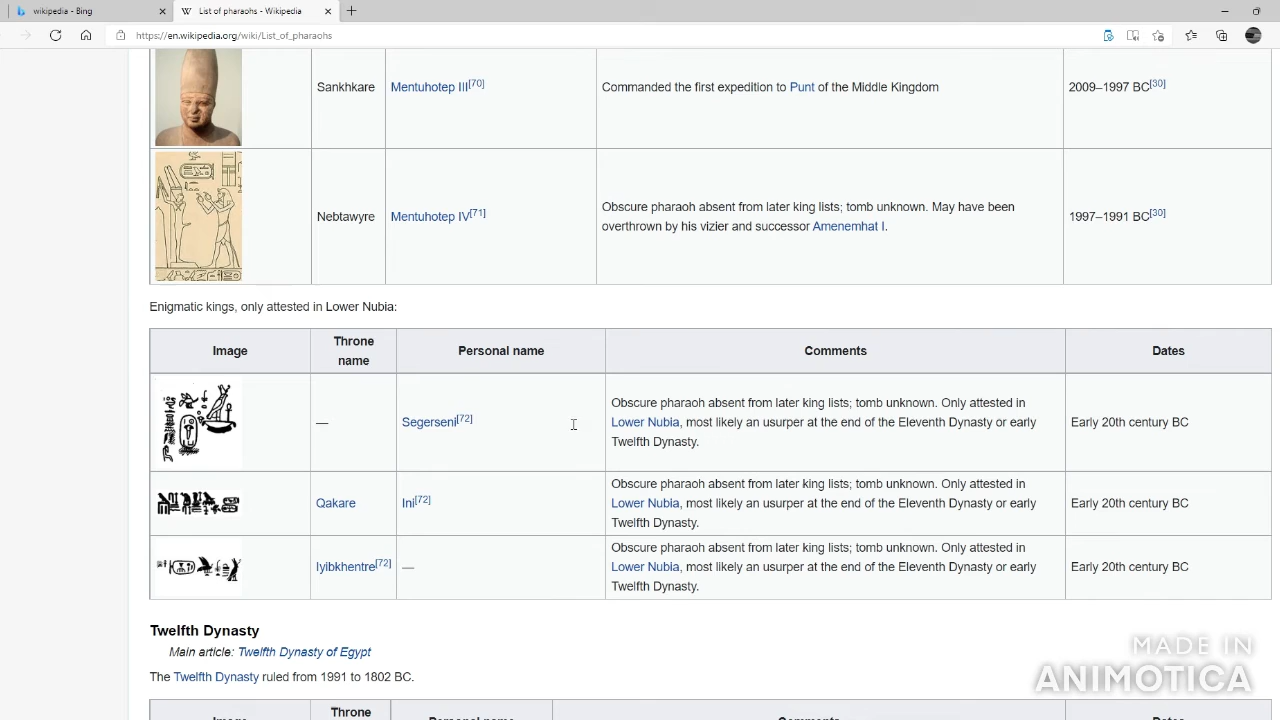 wikipedia - Bing
List of pharaohs - Wikipedia
https://en.wikipedia.org/wiki/List_of_pharaohs
Sankhkare
Mentuhotep III[70]
Commanded the first expedition to Punt of the Middle Kingdom
2009–1997 BC[30]
Nebtawyre
Mentuhotep IV[71]
Obscure pharaoh absent from later king lists; tomb unknown. May have been
overthrown by his vizier and successor Amenemhat I.
1997–1991 BC[30]
Enigmatic kings, only attested in Lower Nubia:
Image
Throne
name
Personal name
Comments
Dates
—
Segerseni[72]
Obscure pharaoh absent from later king lists; tomb unknown. Only attested in
Lower Nubia, most likely an usurper at the end of the Eleventh Dynasty or early
Twelfth Dynasty.
Early 20th century BC
Qakare
Ini[72]
Obscure pharaoh absent from later king lists; tomb unknown. Only attested in
Lower Nubia, most likely an usurper at the end of the Eleventh Dynasty or early
Twelfth Dynasty.
Early 20th century BC
Iyibkhentre[72]
—
Obscure pharaoh absent from later king lists; tomb unknown. Only attested in
Lower Nubia, most likely an usurper at the end of the Eleventh Dynasty or early
Twelfth Dynasty.
Early 20th century BC
Twelfth Dynasty
Main article: Twelfth Dynasty of Egypt
The Twelfth Dynasty ruled from 1991 to 1802 BC.
Image
Throne
Personal name
Comments
Dates
MADE IN
ANIMOTICA